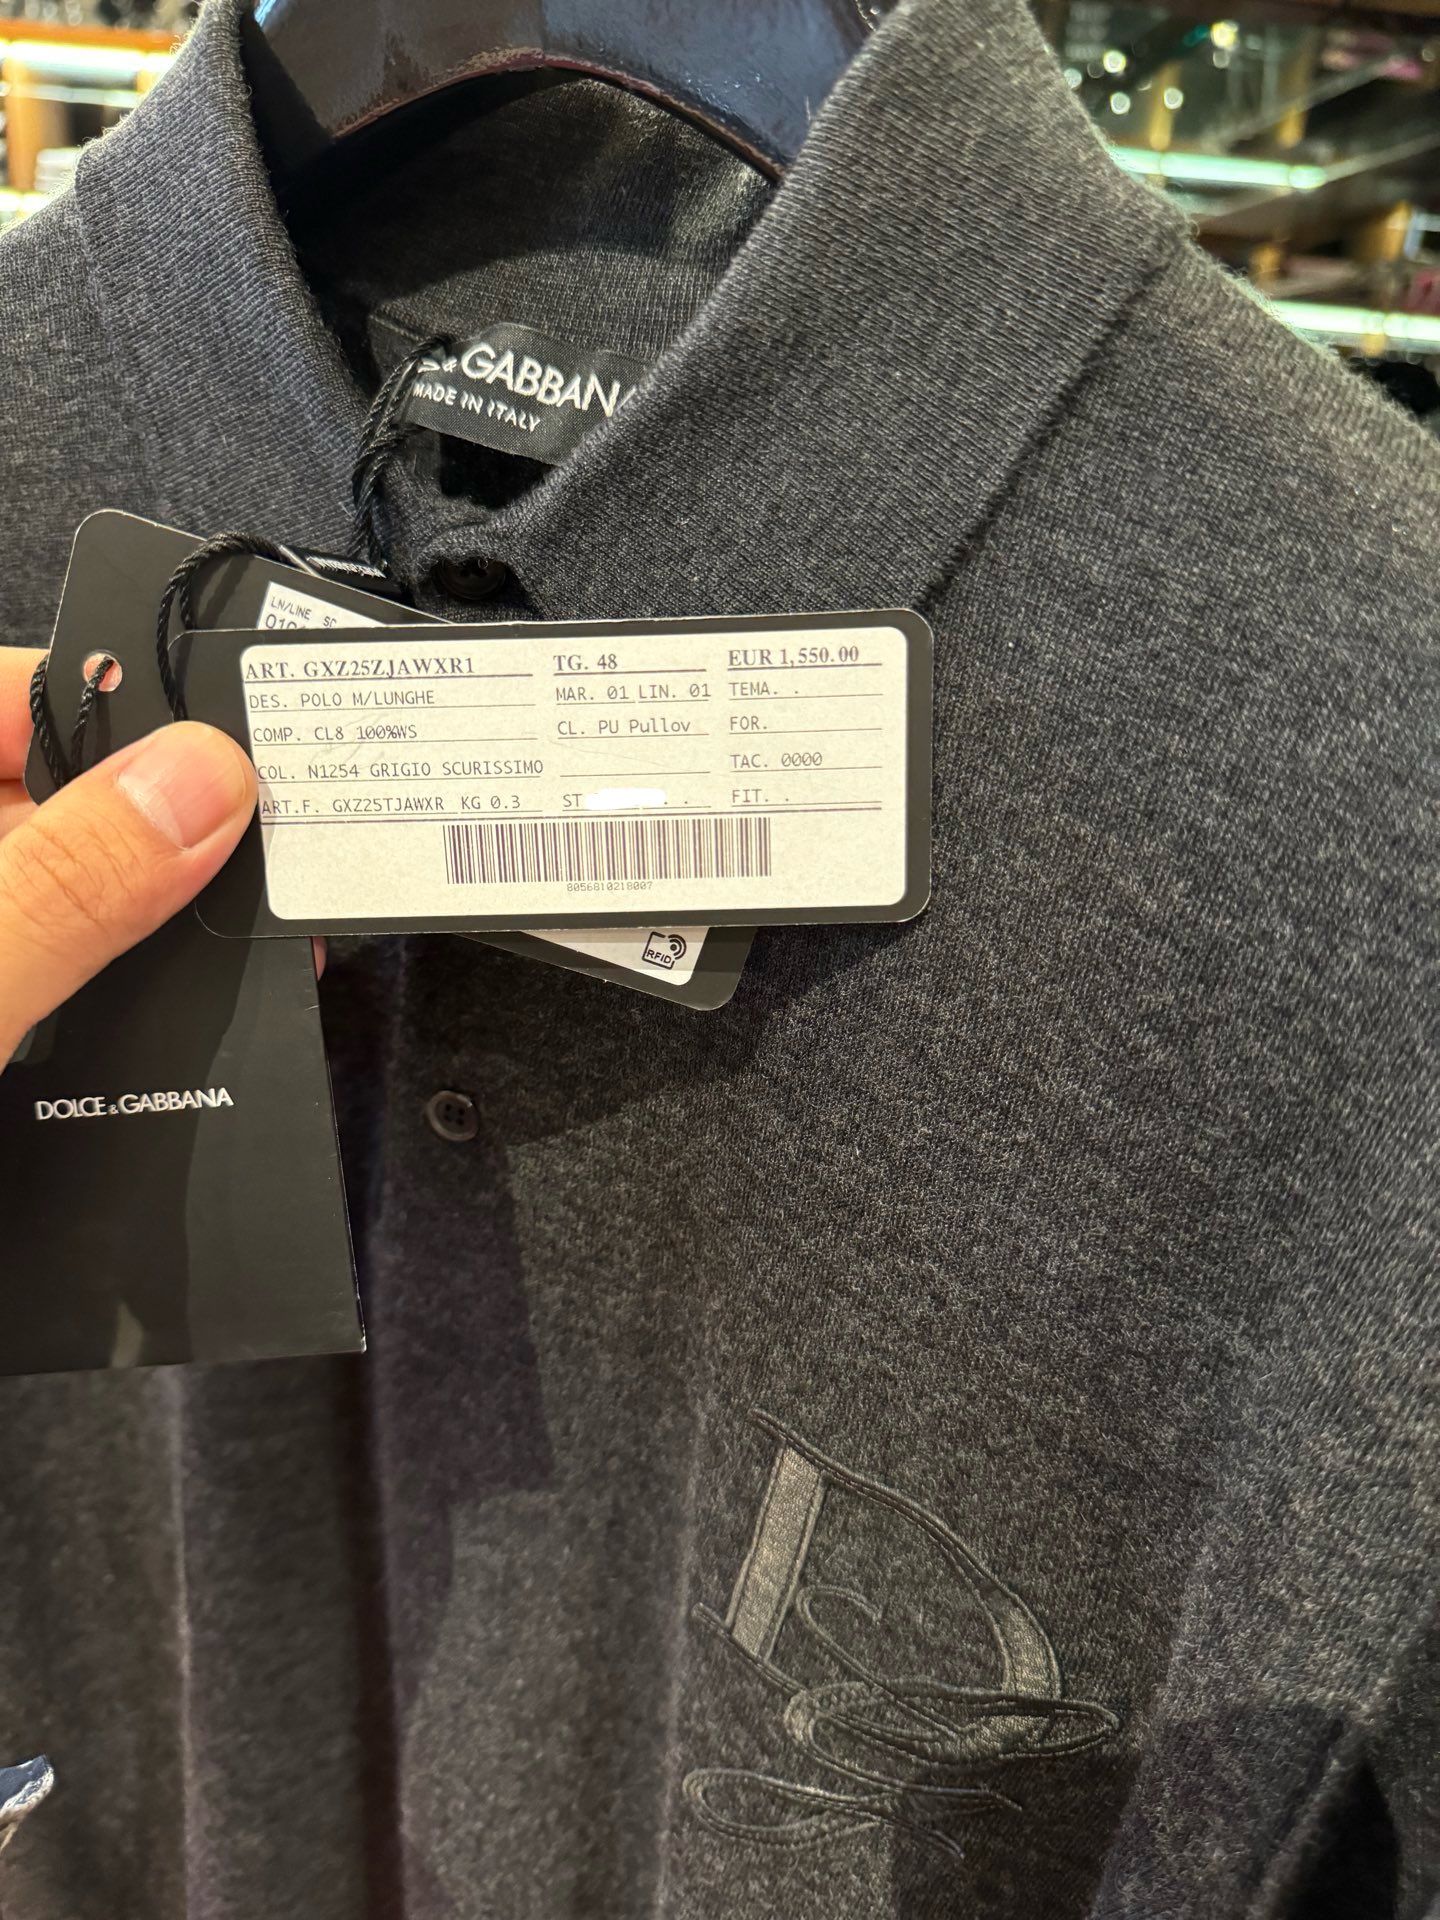 & GABBAN
MADE IN ITALY
LN/LINE
ART. GXZ25ZJAWXR1 TG. 48 EUR 1,550.00
DES. POLO M/LUNGHE MAR. 01 LIN. 01 TEMA. .
COMP. CL8 100%WS CL. PU Pullov FOR.
COL. N1254 GRIGIO SCURISSIMO TAC. 0000
ART.F. GXZ25TJAWXR KG 0.3 ST . . FIT. .
8056810218007
RFID
DOLCE & GABBANA